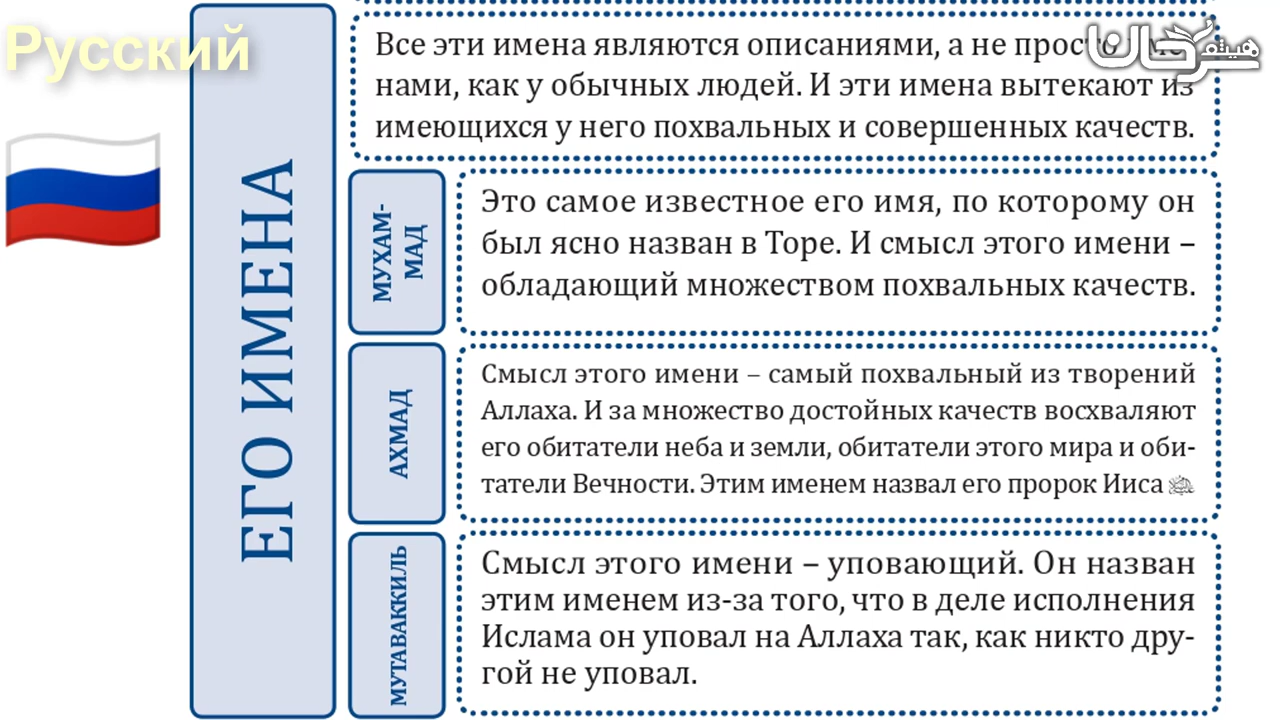 Русский
هيتمي سرجان
ЕГО ИМЕНА
Все эти имена являются описаниями, а не просто
нами, как у обычных людей. И эти имена вытекают из
имеющихся у него похвальных и совершенных качеств.
МУХАМ-
МАД
Это самое известное его имя, по которому он
был ясно назван в Торе. И смысл этого имени –
обладающий множеством похвальных качеств.
АХМАД
Смысл этого имени – самый похвальный из творений
Аллаха. И за множество достойных качеств восхваляют
его обитатели неба и земли, обитатели этого мира и оби-
татели Вечности. Этим именем назвал его пророк Ииса
МУТАВАККИЛЬ
Смысл этого имени – уповающий. Он назван
этим именем из-за того, что в деле исполнения
Ислама он уповал на Аллаха так, как никто дру-
гой не уповал.